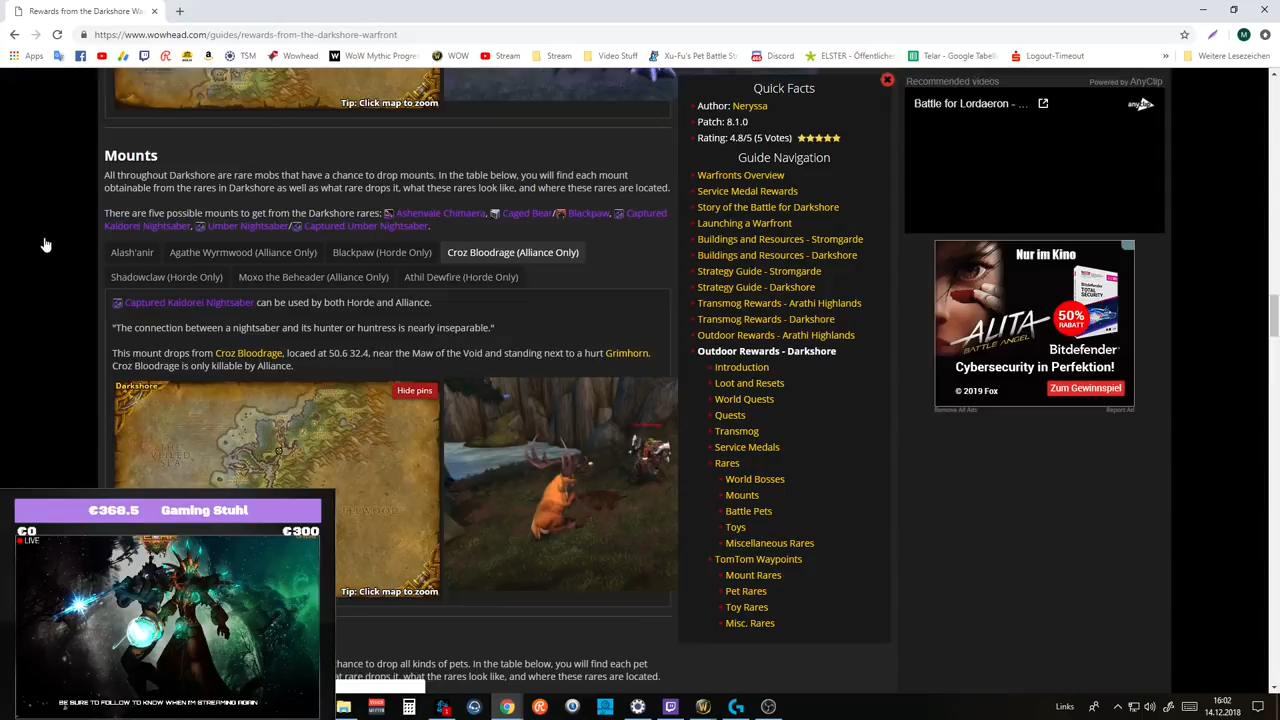 Rewards from the Darkshore Wa
https://www.wowhead.com/guides/rewards-from-the-darkshore-warfront
Apps
TSM
WoW Mythic Progre
WOW
Stream
Stream
Video Stuff
Xu-Fu's Pet Battle St
Discord
ELSTER - Öffentlicher
Telar - Google Tabell
Logout-Temote
Weitere Lesezeichen
Tip: Click map to zoom
Mounts
All throughout Darkshore are rare mobs that have a chance to drop mounts. In the table below, you will find each mount
obtainable from the rares in Darkshore as well as what rare drops it, what these rares look like, and where these rares are located.
There are five possible mounts to get from the Darkshore rares: Ashenvale Chimaera, Caged Bear/ Blackpaw, Captured
Kaldorei Nightsaber, Umber Nightsaber/ Captured Umber Nightsaber.
Alash'anir Agathe Wyrmwood (Alliance Only) Blackpaw (Horde Only) Croz Bloodrage (Alliance Only)
Shadowclaw (Horde Only) Moxo the Beheader (Alliance Only) Athil Dewfire (Horde Only)
Captured Kaldorei Nightsaber can be used by both Horde and Alliance.
"The connection between a nightsaber and its hunter or huntress is nearly inseparable."
This mount drops from Croz Bloodrage, located at 50.6 32.4, near the Maw of the Void and standing next to a hurt Grimhorn.
Croz Bloodrage is only killable by Alliance.
Darkshore
Hide pins
THE VEILED SEA
FELWOOD
Tip: Click map to zoom
chance to drop all kinds of pets. In the table below, you will find each pet
at rare drops it, what the rares look like, and where these rares are located.
€368.5 Gaming Stuhl
€0 €300
LIVE
BE SURE TO FOLLOW TO KNOW WHEN I'M STREAMING AGAIN
Quick Facts
Author: Neryssa
Patch: 8.1.0
Rating: 4.8/5 (5 Votes)
Guide Navigation
Warfronts Overview
Service Medal Rewards
Story of the Battle for Darkshore
Launching a Warfront
Buildings and Resources - Stromgarde
Buildings and Resources - Darkshore
Strategy Guide - Stromgarde
Strategy Guide - Darkshore
Transmog Rewards - Arathi Highlands
Transmog Rewards - Darkshore
Outdoor Rewards - Arathi Highlands
Outdoor Rewards - Darkshore
Introduction
Loot and Resets
World Quests
Quests
Transmog
Service Medals
Rares
World Bosses
Mounts
Battle Pets
Toys
Miscellaneous Rares
TomTom Waypoints
Mount Rares
Pet Rares
Toy Rares
Misc. Rares
Recommended videos
Powered by AnyClip
Battle for Lordaeron - ...
anyclip
Nur im Kino
ALITA
BATTLE ANGEL
50%
RABATT
Bitdefender
Cybersecurity in Perfektion!
© 2019 Fox
Zum Gewinnspiel
Remove All Ads
Report Ad
Links
16:02
14.12.2018